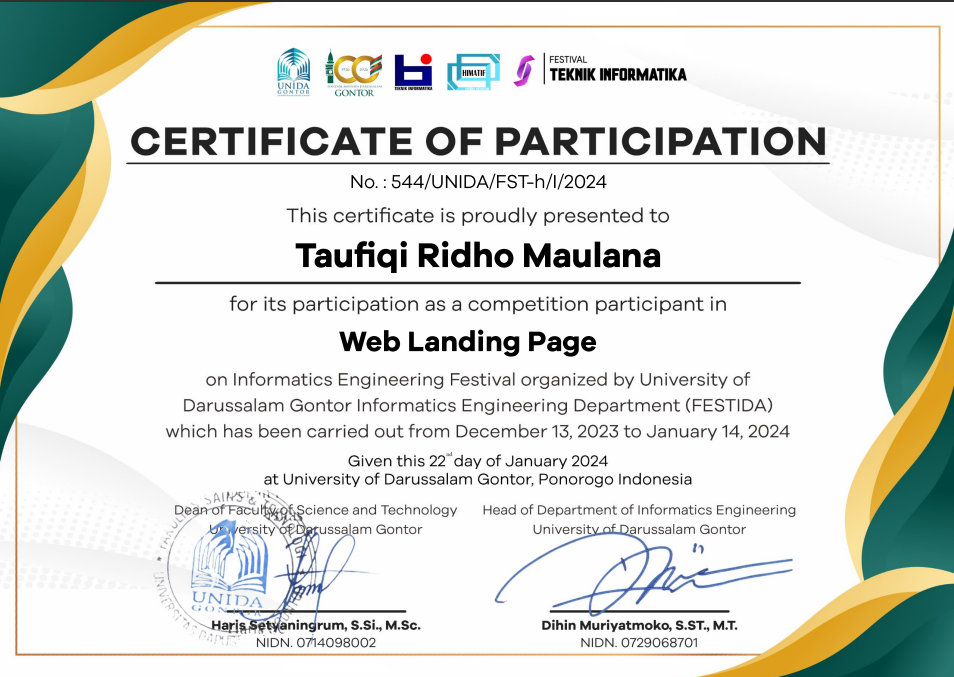 UNIDA
GONTOR
100
GONTOR
TEKNIK INFORMATIKA
HIMATIF
FESTIVAL
TEKNIK INFORMATIKA
CERTIFICATE OF PARTICIPATION
No. : 544/UNIDA/FST-h/I/2024
This certificate is proudly presented to
Taufiqi Ridho Maulana
for its participation as a competition participant in
Web Landing Page
on Informatics Engineering Festival organized by University of
Darussalam Gontor Informatics Engineering Department (FESTIDA)
which has been carried out from December 13, 2023 to January 14, 2024
Given this 22nd day of January 2024
at University of Darussalam Gontor, Ponorogo Indonesia
Dean of Faculty of Science and Technology
University of Darussalam Gontor
Head of Department of Informatics Engineering
University of Darussalam Gontor
UNIDA
GONTOR
Haris Setyaningrum, S.Si., M.Sc.
NIDN. 0714098002
Dihin Muriyatmoko, S.ST., M.T.
NIDN. 0729068701